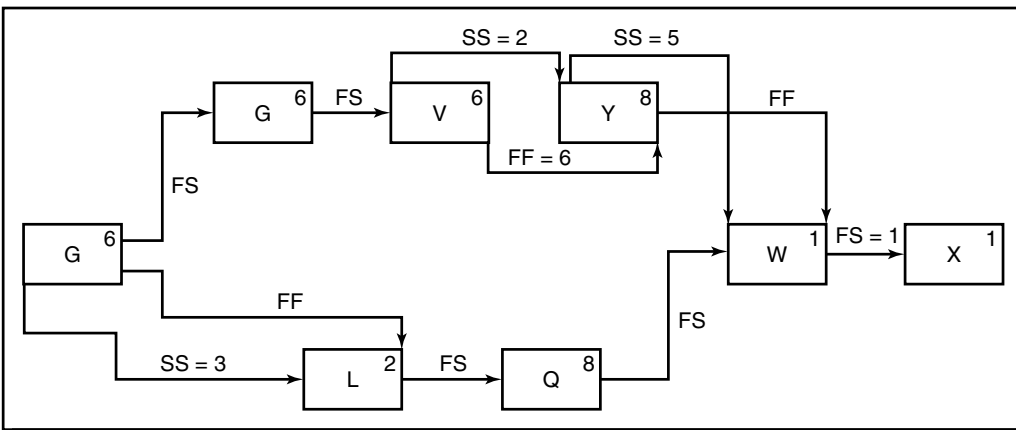 SS = 2
SS = 5
G 6
FS
V 6
Y 8
FF
FF = 6
FS
G 6
W 1
FS = 1
X 1
FF
FS
SS = 3
L 2
FS
Q 8